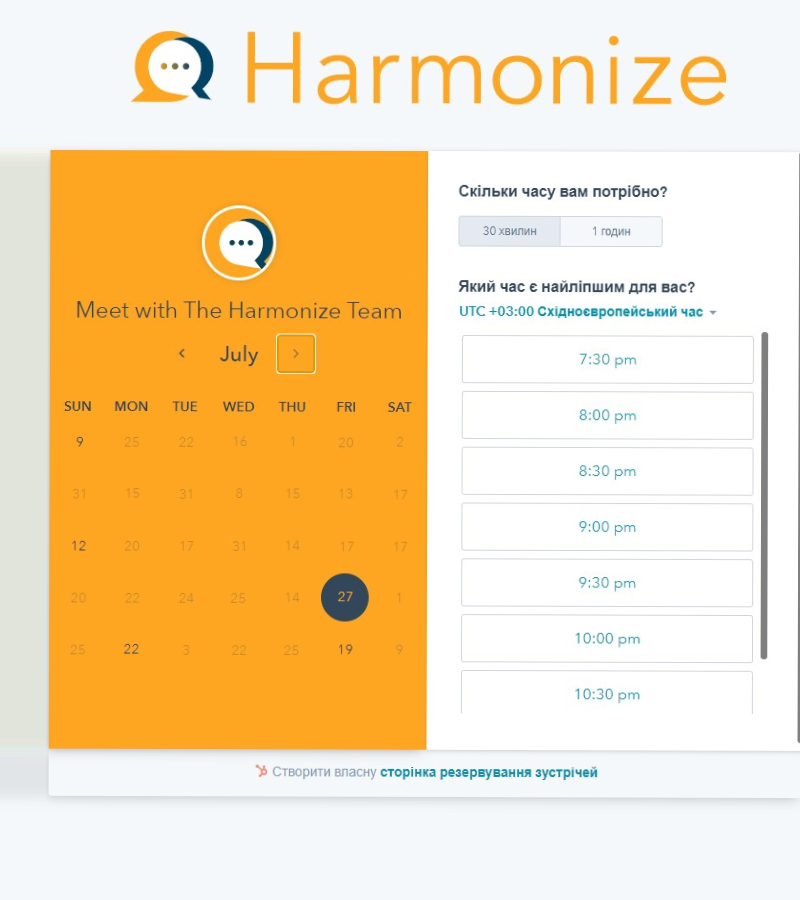 Harmonize
Meet with The Harmonize Team
July
SUN MON TUE WED THU FRI SAT
9 25 22 16 1 20 2
31 15 31 8 15 13 17
12 20 17 31 14 17 17
20 22 24 25 14 27 1
25 22 3 22 25 19 9
Скільки часу вам потрібно?
30 хвилин 1 годин
Який час є найліпшим для вас?
UTC +03:00 Східноєвропейський час
7:30 pm
8:00 pm
8:30 pm
9:00 pm
9:30 pm
10:00 pm
10:30 pm
Створити власну сторінка резервування зустрічей